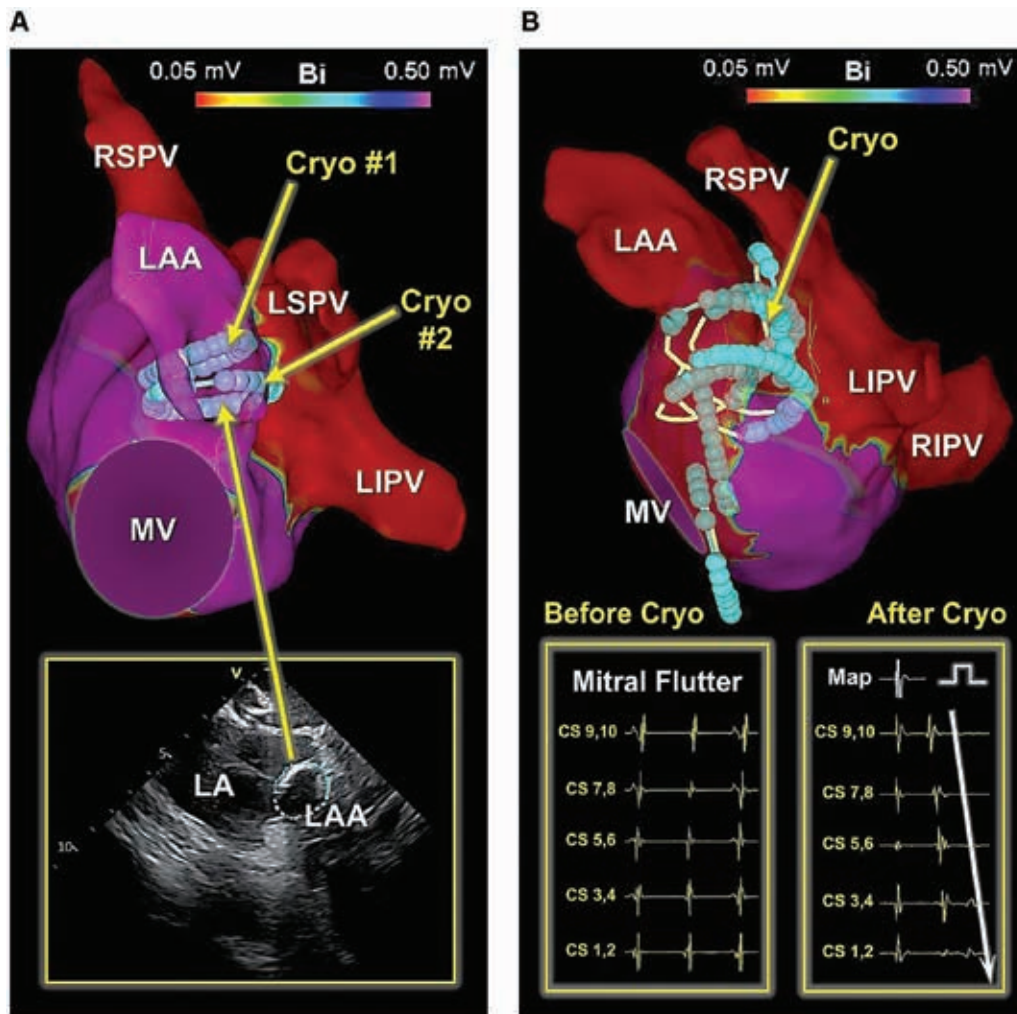 A
0.05 mV Bi 0.50 mV
RSPV
Cryo #1
LAA
LSPV
Cryo
#2
LIPV
MV
V
5
LA
LAA
10
B
0.05 mV Bi 0.50 mV
Cryo
RSPV
LAA
LIPV
RIPV
MV
Before Cryo
Mitral Flutter
CS 9,10
CS 7,8
CS 5,6
CS 3,4
CS 1,2
After Cryo
Map
CS 9,10
CS 7,8
CS 5,6
CS 3,4
CS 1,2